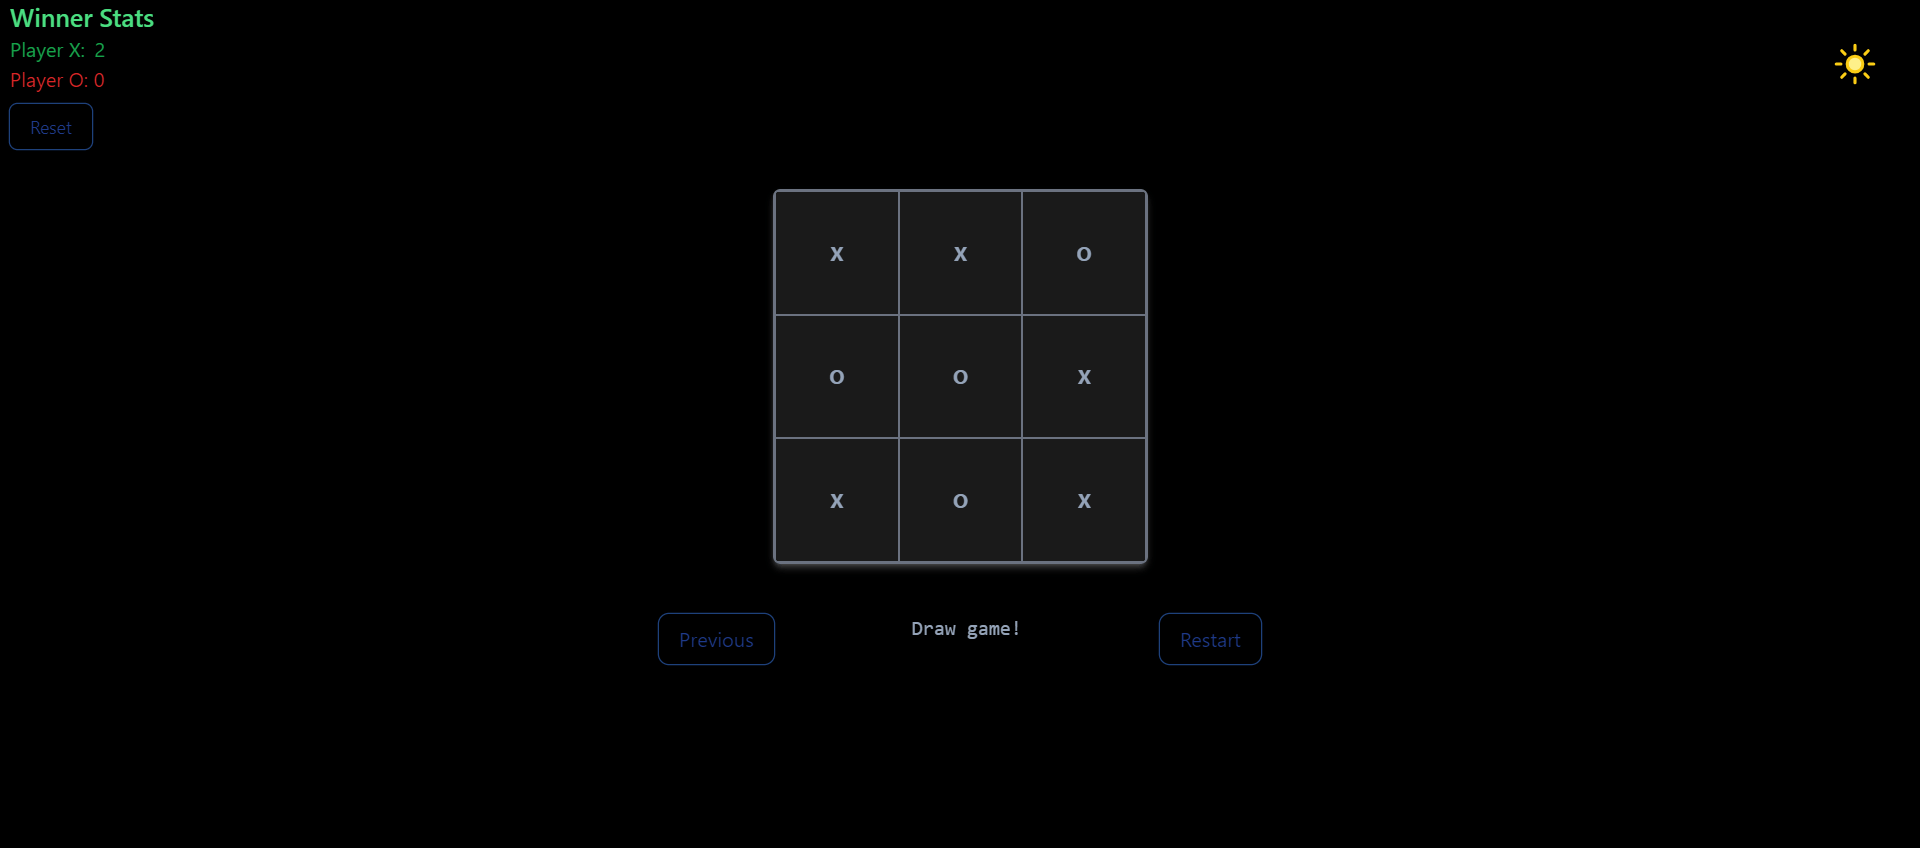 Winner Stats
Player X: 2
Player O: 0
Reset
x x o
o o x
x o x
Previous Draw game! Restart